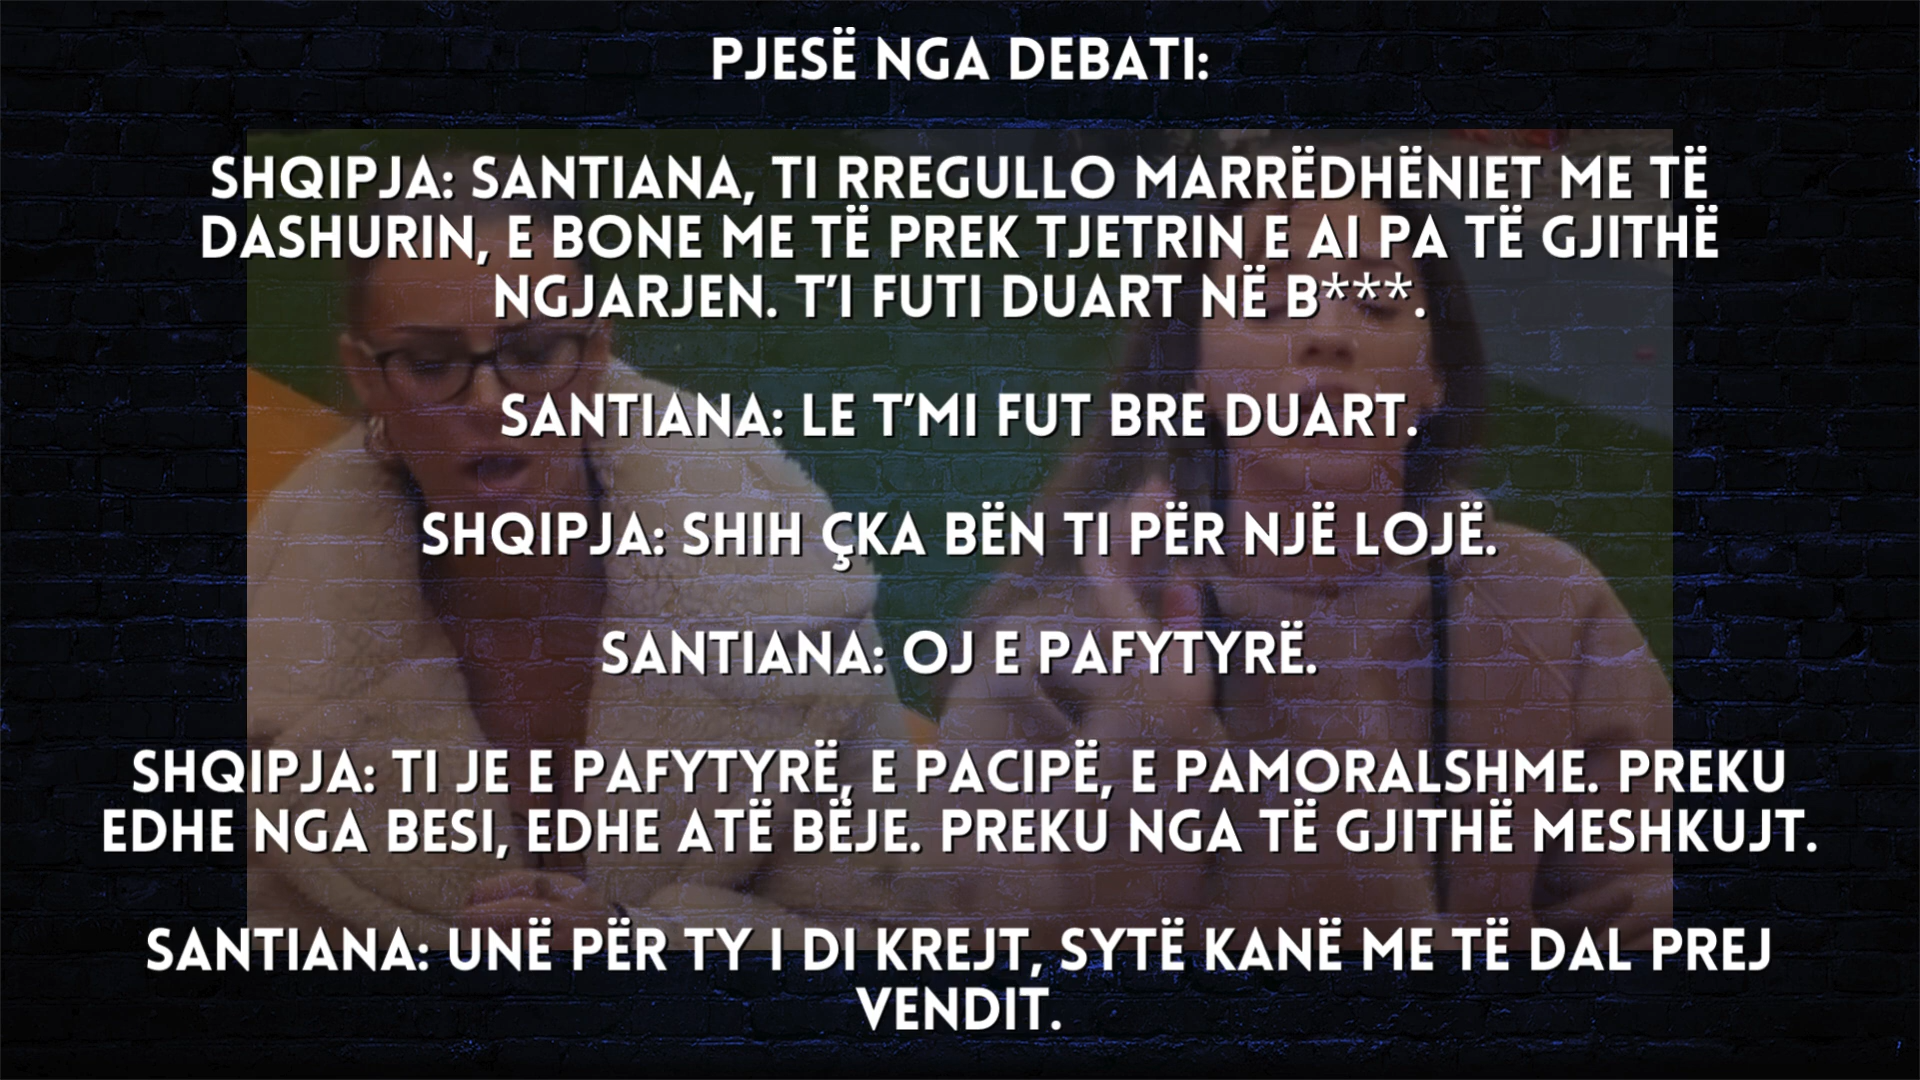 PJESË NGA DEBATI:
SHQIPJA: SANTIANA, TI RREGULLO MARRËDHËNIET ME TË
DASHURIN, E BONE ME TË PREK TJETRIN E AI PA TË GJITHË
NGJARJEN. T'I FUTI DUART NË B***.
SANTIANA: LE T'MI FUT BRE DUART.
SHQIPJA: SHIH ÇKA BËN TI PËR NJË LOJË.
SANTIANA: OJ E PAFYTYRË.
SHQIPJA: TI JE E PAFYTYRË, E PACIPË, E PAMORALSHME. PREKU
EDHE NGA BESI, EDHE ATË BËJE. PREKU NGA TË GJITHË MESHKUJT.
SANTIANA: UNË PËR TY I DI KREJT, SYTË KANË ME TË DAL PREJ
VENDIT.